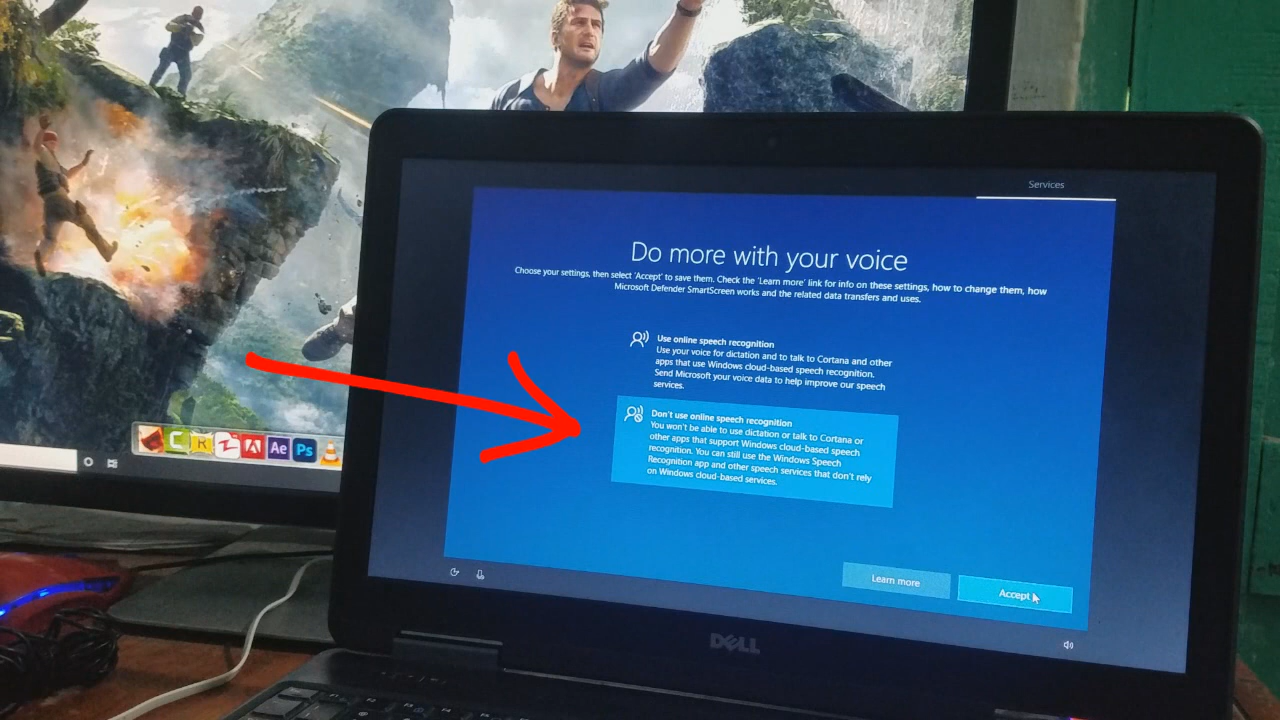 Services
Do more with your voice
Choose your settings, then select 'Accept' to save them. Check the 'Learn more' link for info on these settings, how to change them, how
Microsoft Defender SmartScreen works and the related data transfers and uses.
Use online speech recognition
Use your voice for dictation and to talk to Cortana and other
apps that use Windows cloud-based speech recognition.
Send Microsoft your voice data to help improve our speech
services.
Don't use online speech recognition
You won't be able to use dictation or talk to Cortana or
other apps that support Windows cloud-based speech
recognition. You can still use the Windows Speech
Recognition app and other speech services that don't rely
on Windows cloud-based services.
C R Ae Ps
Learn more
Accept
DELL